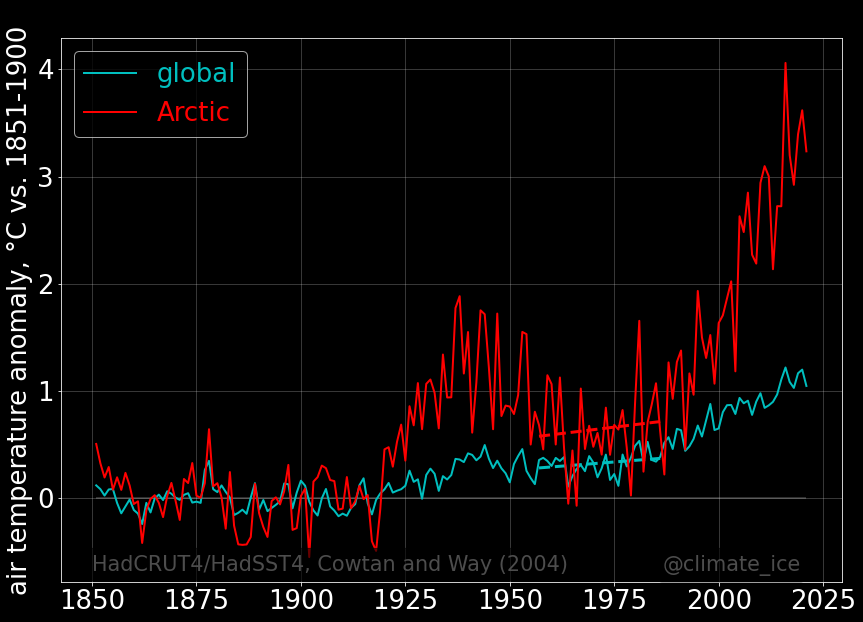 air temperature anomaly, °C vs. 1851-1900
global
Arctic
4
3
2
1
0
HadCRUT4/HadSST4, Cowtan and Way (2004)
@climate_ice
1850 1875 1900 1925 1950 1975 2000 2025